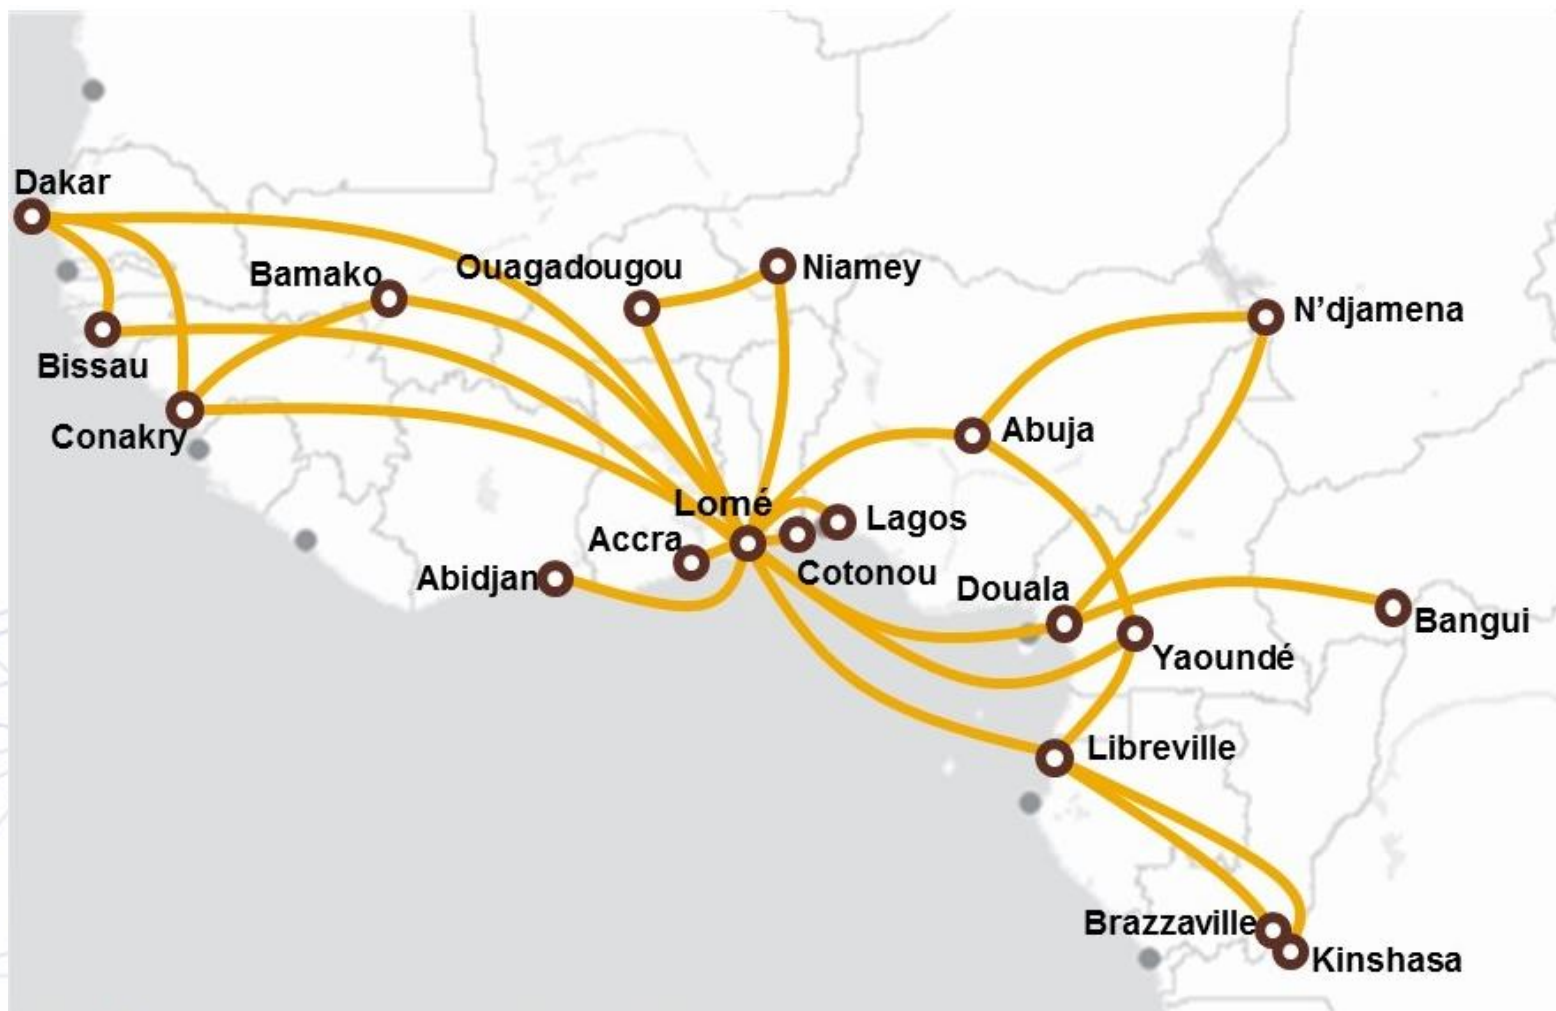 Dakar
Bamako
Ouagadougou
Niamey
N’djamena
Bissau
Conakry
Abuja
Lomé
Lagos
Accra
Abidjan
Cotonou
Douala
Bangui
Yaoundé
Libreville
Brazzaville
Kinshasa